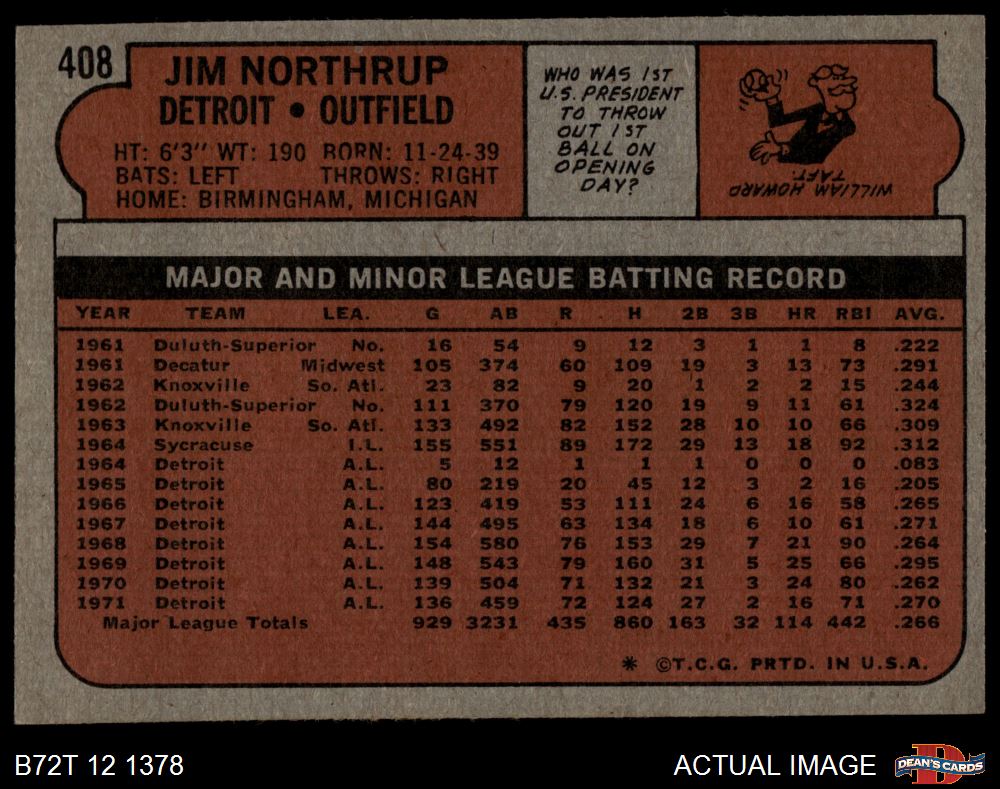 408
JIM NORTHRUP
DETROIT • OUTFIELD
HT: 6'3" WT: 190 BORN: 11-24-39
BATS: LEFT THROWS: RIGHT
HOME: BIRMINGHAM, MICHIGAN
WHO WAS 1ST
U.S. PRESIDENT
TO THROW
OUT 1ST
BALL ON
OPENING
DAY?
WILLIAM HOWARD
TAFT.
MAJOR AND MINOR LEAGUE BATTING RECORD
YEAR TEAM LEA. G AB R H 2B 3B HR RBI AVG.
1961 Duluth-Superior No. 16 54 9 12 3 1 1 8 .222
1961 Decatur Midwest 105 374 60 109 19 3 13 73 .291
1962 Knoxville So. Atl. 23 82 9 20 1 2 2 15 .244
1962 Duluth-Superior No. 111 370 79 120 19 9 11 61 .324
1963 Knoxville So. Atl. 133 492 82 152 28 10 10 66 .309
1964 Sycracuse I.L. 155 551 89 172 29 13 18 92 .312
1964 Detroit A.L. 5 12 1 1 1 0 0 0 .083
1965 Detroit A.L. 80 219 20 45 12 3 2 16 .205
1966 Detroit A.L. 123 419 53 111 24 6 16 58 .265
1967 Detroit A.L. 144 495 63 134 18 6 10 61 .271
1968 Detroit A.L. 154 580 76 153 29 7 21 90 .264
1969 Detroit A.L. 148 543 79 160 31 5 25 66 .295
1970 Detroit A.L. 139 504 71 132 21 3 24 80 .262
1971 Detroit A.L. 136 459 72 124 27 2 16 71 .270
Major League Totals 929 3231 435 860 163 32 114 442 .266
* ©T.C.G. PRTD. IN U.S.A.
B72T 12 1378
ACTUAL IMAGE
D
DEAN'S CARDS